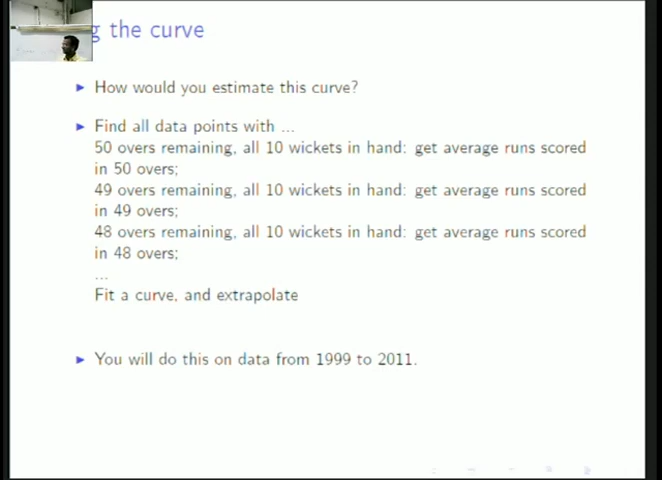 g the curve
How would you estimate this curve?
Find all data points with ...
50 overs remaining, all 10 wickets in hand: get average runs scored
in 50 overs;
49 overs remaining, all 10 wickets in hand: get average runs scored
in 49 overs;
48 overs remaining, all 10 wickets in hand: get average runs scored
in 48 overs;
...
Fit a curve, and extrapolate
You will do this on data from 1999 to 2011.